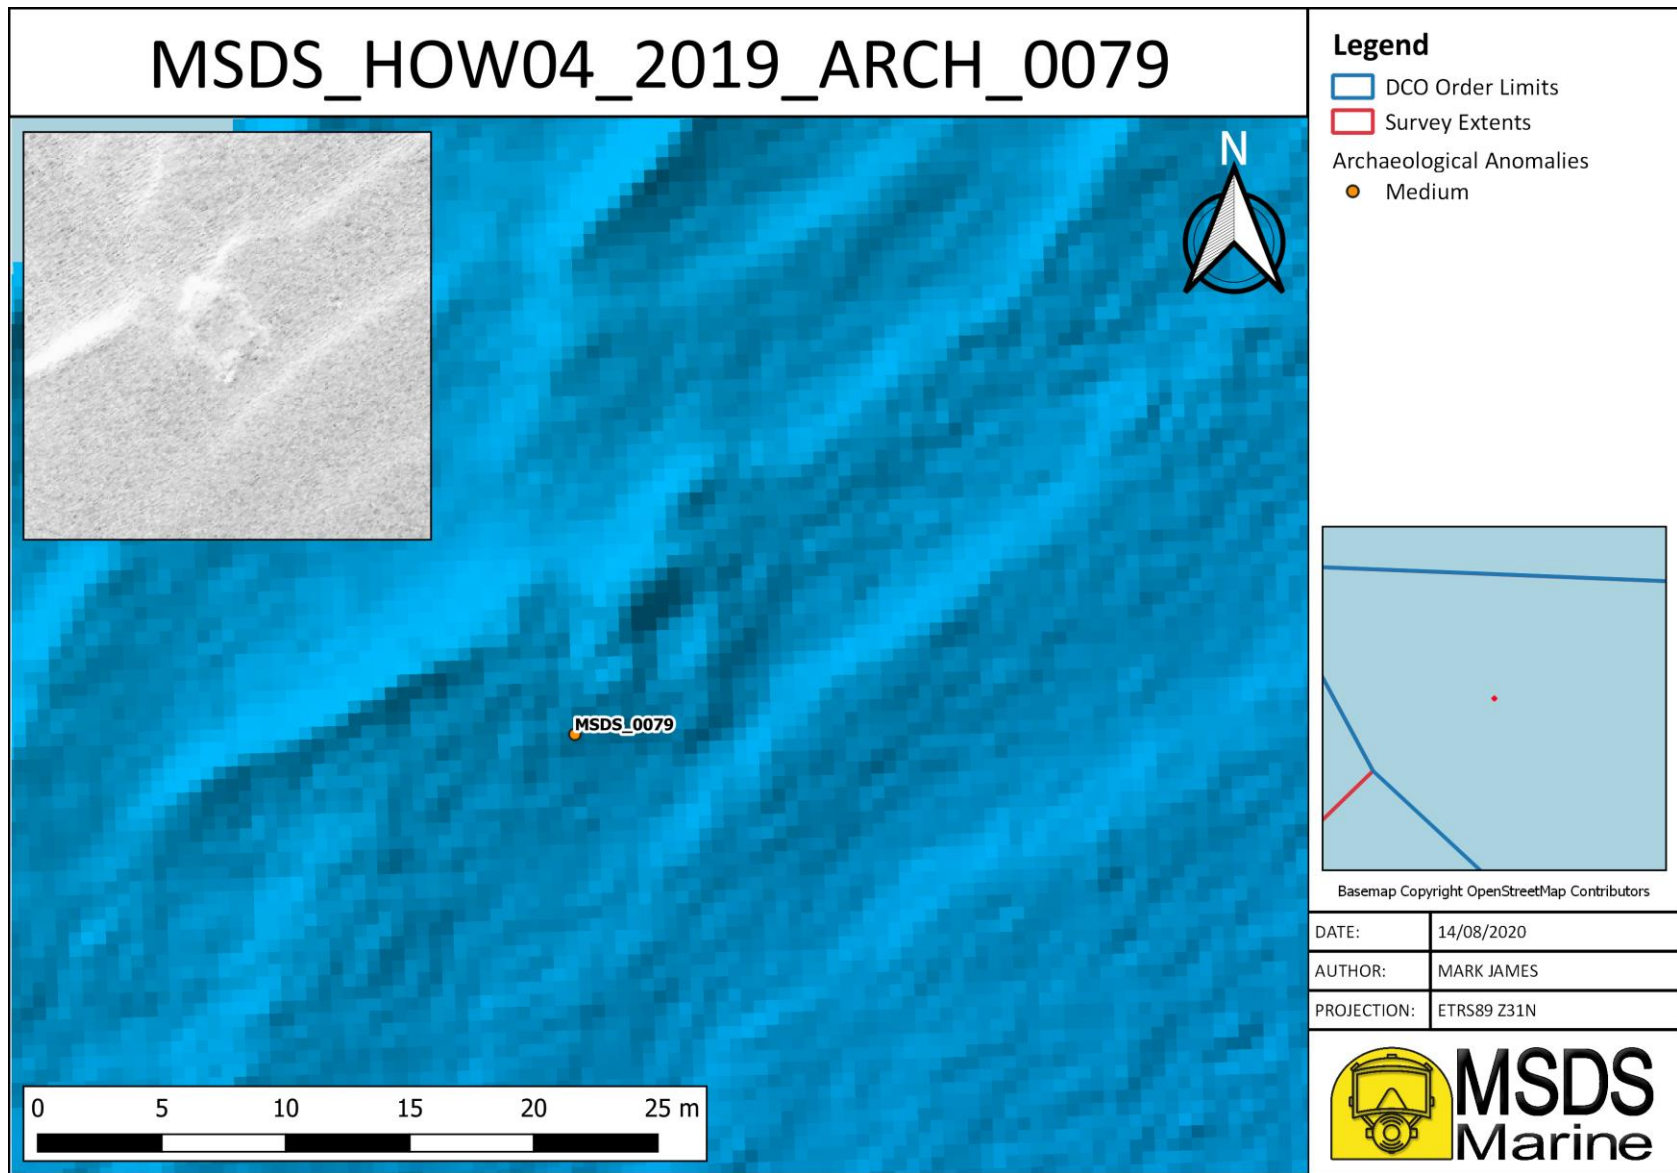 MSDS_HOW04_2019_ARCH_0079
Legend
DCO Order Limits
Survey Extents
Archaeological Anomalies
Medium
N
MSDS_0079
0 5 10 15 20 25 m
Basemap Copyright OpenStreetMap Contributors
DATE: 14/08/2020
AUTHOR: MARK JAMES
PROJECTION: ETRS89 Z31N
MSDS
Marine